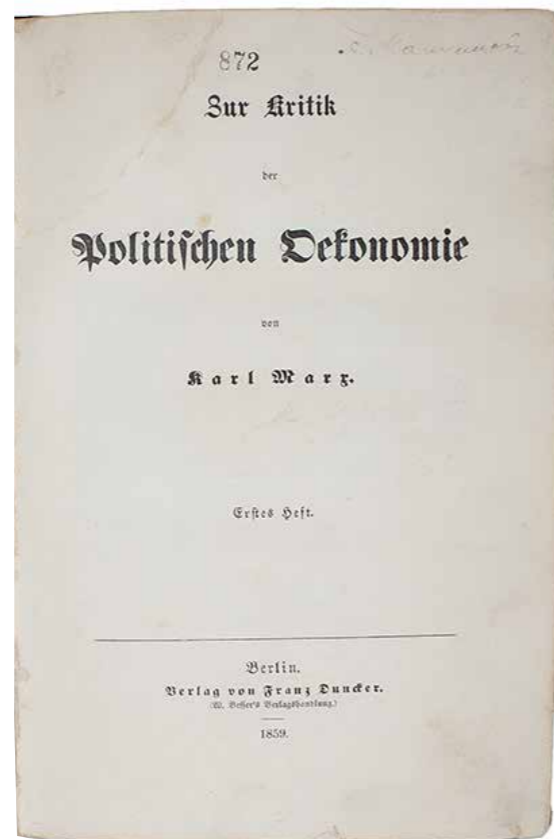 872
Zur Kritik
der
Politiſchen Oekonomie
von
Karl Marx.
Erſtes Heft.
Berlin.
Verlag von Franz Duncker.
(W. Beſſer's Verlagshandlung.)
1859.